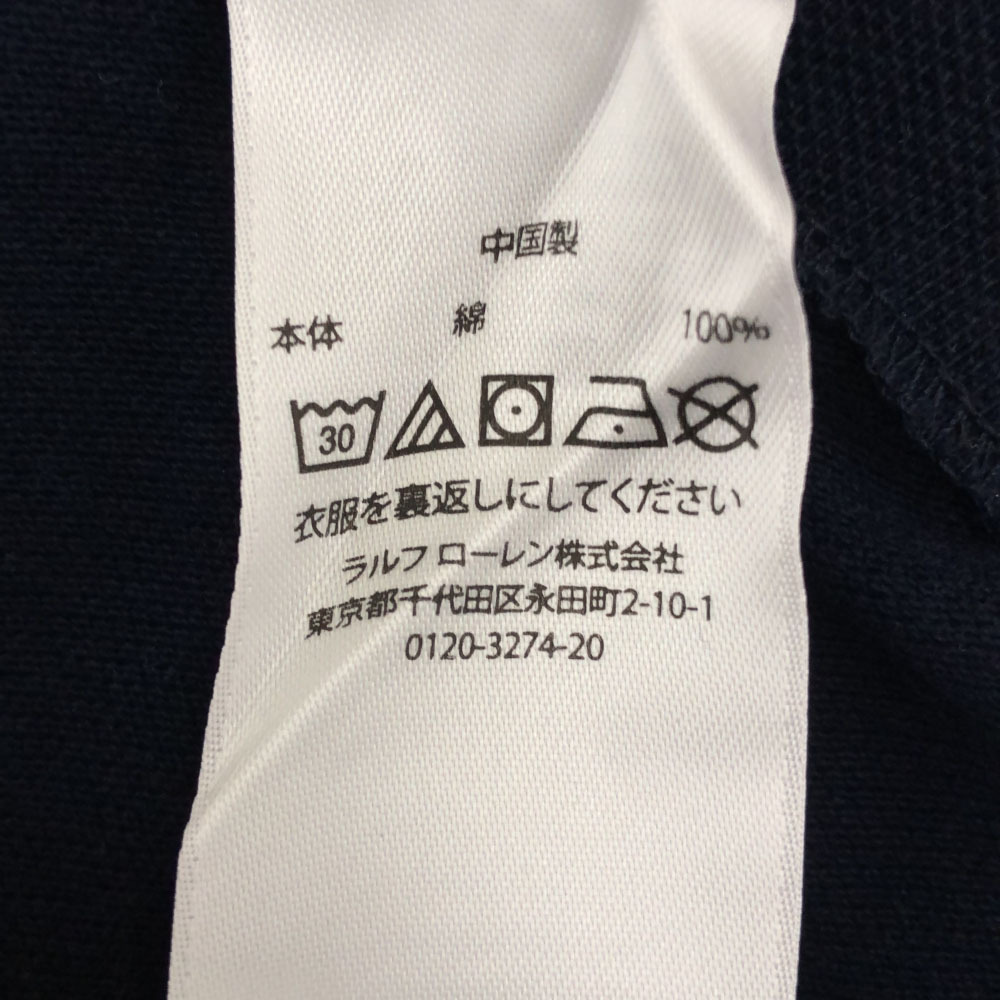 中国製
本体 綿 100%
30
衣服を裏返しにしてください
ラルフ ローレン株式会社
東京都千代田区永田町2-10-1
0120-3274-20